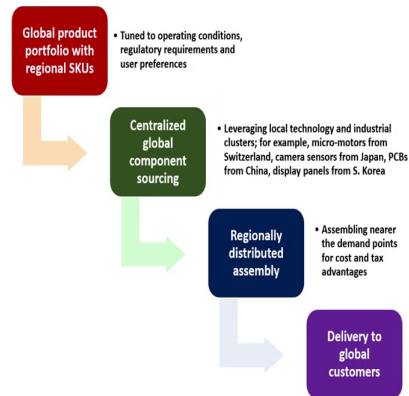 Global product
portfolio with
regional SKUs
• Tuned to operating conditions,
regulatory requirements and
user preferences
Centralized
global
component
sourcing
• Leveraging local technology and industrial
clusters; for example, micro-motors from
Switzerland, camera sensors from Japan, PCBs
from China, display panels from S. Korea
Regionally
distributed
assembly
• Assembling nearer
the demand points
for cost and tax
advantages
Delivery to
global
customers